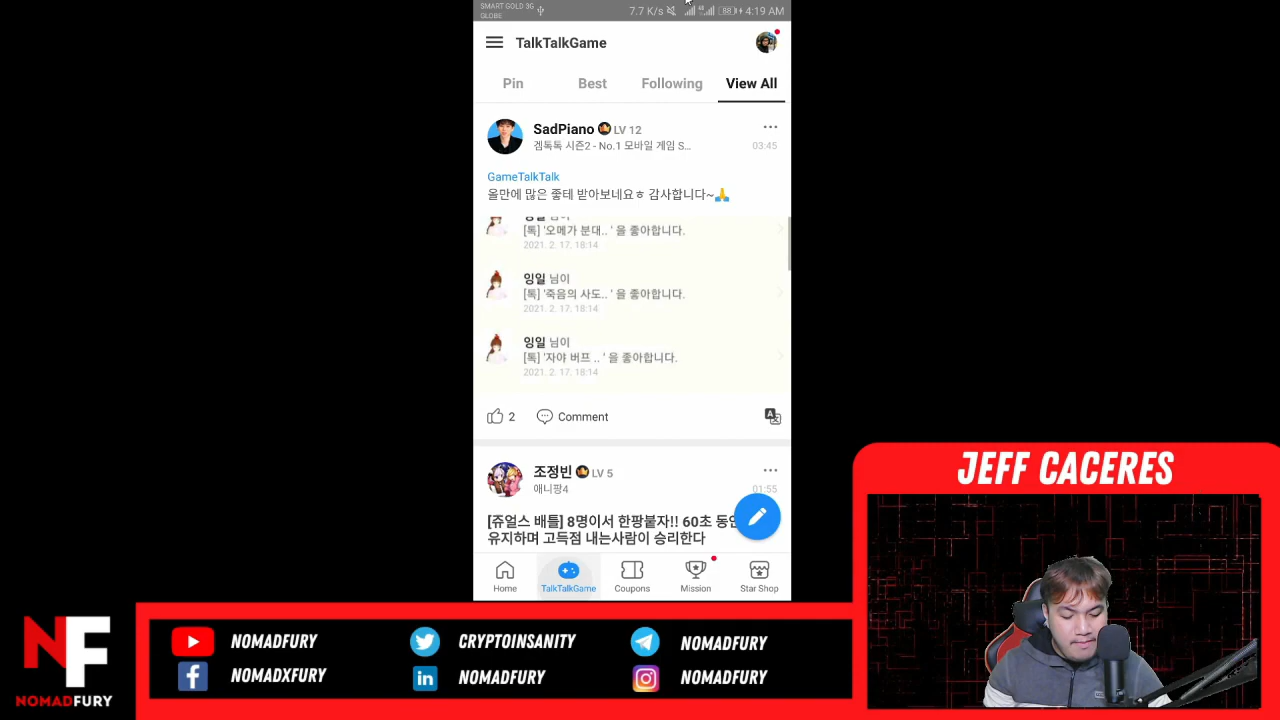 SMART GOLD 3G
GLOBE
7.7 K/s
4:19 AM
TalkTalkGame
Pin
Best
Following
View All
SadPiano
LV 12
겜톡톡 시즌2 - No.1 모바일 게임 S...
03:45
GameTalkTalk
올만에 많은 좋테 받아보네요ㅎ 감사합니다~🙏
잉일 님이
[톡] '오메가 분대.. ' 을 좋아합니다.
2021. 2. 17. 18:14
잉일 님이
[톡] '죽음의 사도.. ' 을 좋아합니다.
2021. 2. 17. 18:14
잉일 님이
[톡] '자야 버프 .. ' 을 좋아합니다.
2021. 2. 17. 18:14
2
Comment
조정빈
LV 5
애니팡4
01:55
[쥬얼스 배틀] 8명이서 한팡붙자!! 60초 동안
유지하며 고득점 내는사람이 승리한다
Home
TalkTalkGame
Coupons
Mission
Star Shop
JEFF CACERES
NF
NOMADFURY
NOMADFURY
CRYPTOINSANITY
NOMADFURY
NOMADXFURY
NOMADFURY
NOMADFURY